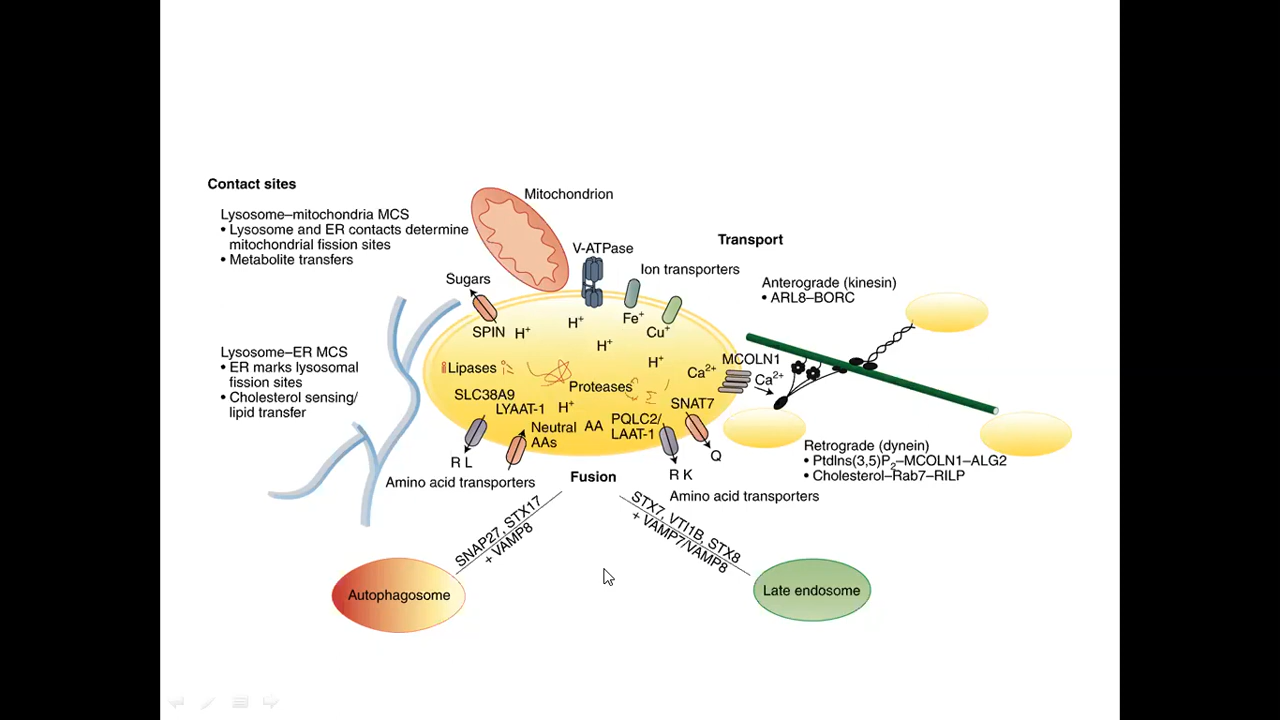 Contact sites
Lysosome–mitochondria MCS
• Lysosome and ER contacts determine
mitochondrial fission sites
• Metabolite transfers
Mitochondrion
V-ATPase
Transport
Ion transporters
Sugars
Anterograde (kinesin)
• ARL8–BORC
SPIN
H+
H+
Fe+
Cu+
H+
H+
Lysosome–ER MCS
• ER marks lysosomal
fission sites
• Cholesterol sensing/
lipid transfer
Lipases
Proteases
Ca2+
MCOLN1
Ca2+
SLC38A9
LYAAT-1
H+
Neutral
AAs
AA
PQLC2/
LAAT-1
SNAT7
R L
Q
R K
Amino acid transporters
Fusion
Amino acid transporters
Retrograde (dynein)
• PtdIns(3,5)P2–MCOLN1–ALG2
• Cholesterol–Rab7–RILP
SNAP27, STX17
+ VAMP8
STX7, VTI1B, STX8
+ VAMP7/VAMP8
Autophagosome
Late endosome